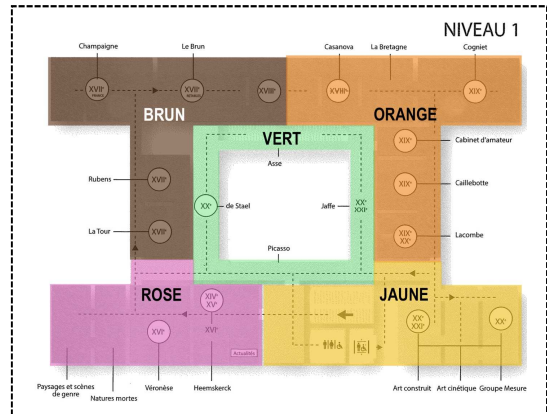 NIVEAU 1
Champaigne
Le Brun
Casanova
La Bretagne
Cogniet
XVIIᵉ
FRANCE
XVIIᵉ
XVIIIᵉ
XVIIIᵉ
XIXᵉ
BRUN
ORANGE
VERT
Asse
XIXᵉ
Cabinet d'amateur
Rubens
XVIIᵉ
XIXᵉ
Caillebotte
XXᵉ
de Stael
Jaffe
XXᵉ
XXIᵉ
La Tour
XVIIᵉ
XIXᵉ
XXᵉ
Lacombe
Picasso
ROSE
JAUNE
XIVᵉ
XVᵉ
XVIᵉ
XVIᵉ
XXᵉ
XXIᵉ
XXᵉ
Actualités
Paysages et scènes
de genre
Natures mortes
Véronèse
Heemskerck
Art construit
Art cinétique
Groupe Mesure